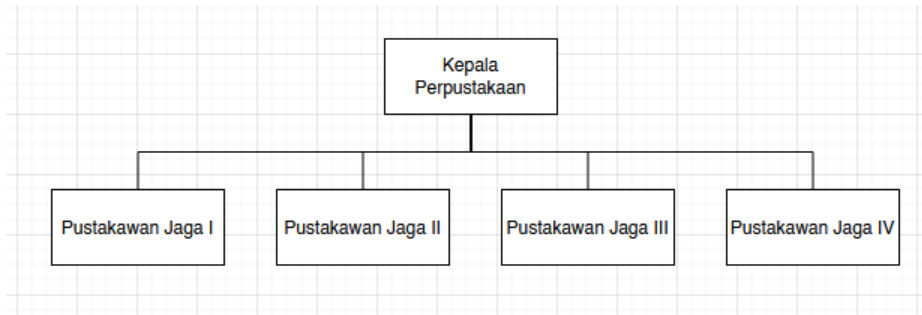 Kepala
Perpustakaan
Pustakawan Jaga I
Pustakawan Jaga II
Pustakawan Jaga III
Pustakawan Jaga IV